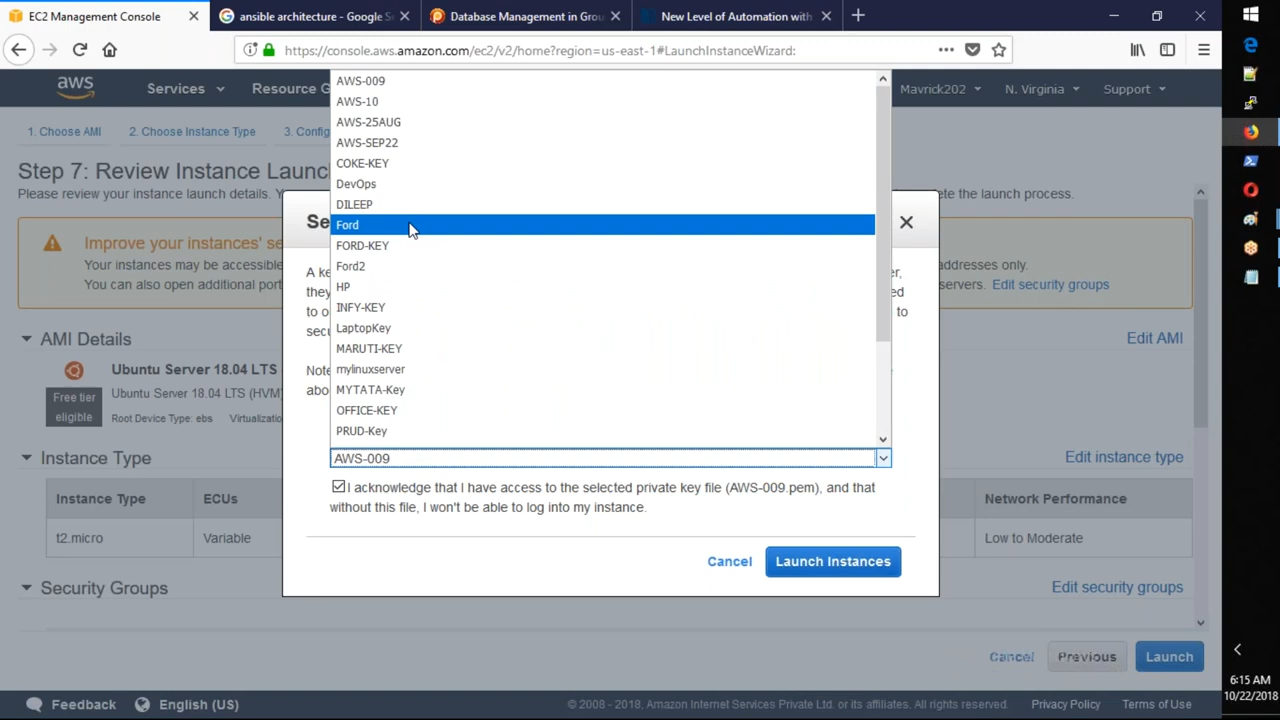 EC2 Management Console
ansible architecture - Google S
Database Management in Grou
New Level of Automation with
https://console.aws.amazon.com/ec2/v2/home?region=us-east-1#LaunchInstanceWizard:
aws
Services
Resource G
Mavrick202
N. Virginia
Support
1. Choose AMI
2. Choose Instance Type
3. Config
Step 7: Review Instance Launc
Please review your instance launch details. Y
ete the launch process.
Improve your instances' se
Your instances may be accessible
addresses only.
You can also open additional port
servers. Edit security groups
AMI Details
Edit AMI
Ubuntu Server 18.04 LTS
Ubuntu Server 18.04 LTS (HVM)
Free tier
eligible
Root Device Type: ebs
Virtualizatio
Instance Type
Edit instance type
Instance Type
ECUs
Network Performance
t2.micro
Variable
Low to Moderate
Security Groups
Edit security groups
Cancel
Previous
Launch
Se
A ke
er,
they
ed
to o
to
secu
Note
abo
AWS-009
AWS-10
AWS-25AUG
AWS-SEP22
COKE-KEY
DevOps
DILEEP
Ford
FORD-KEY
Ford2
HP
INFY-KEY
LaptopKey
MARUTI-KEY
mylinuxserver
MYTATA-Key
OFFICE-KEY
PRUD-Key
AWS-009
I acknowledge that I have access to the selected private key file (AWS-009.pem), and that
without this file, I won't be able to log into my instance.
Cancel
Launch Instances
Feedback
English (US)
© 2008 - 2018, Amazon Internet Services Private Ltd. or its affiliates. All rights reserved.
Privacy Policy
Terms of Use
6:15 AM
10/22/2018